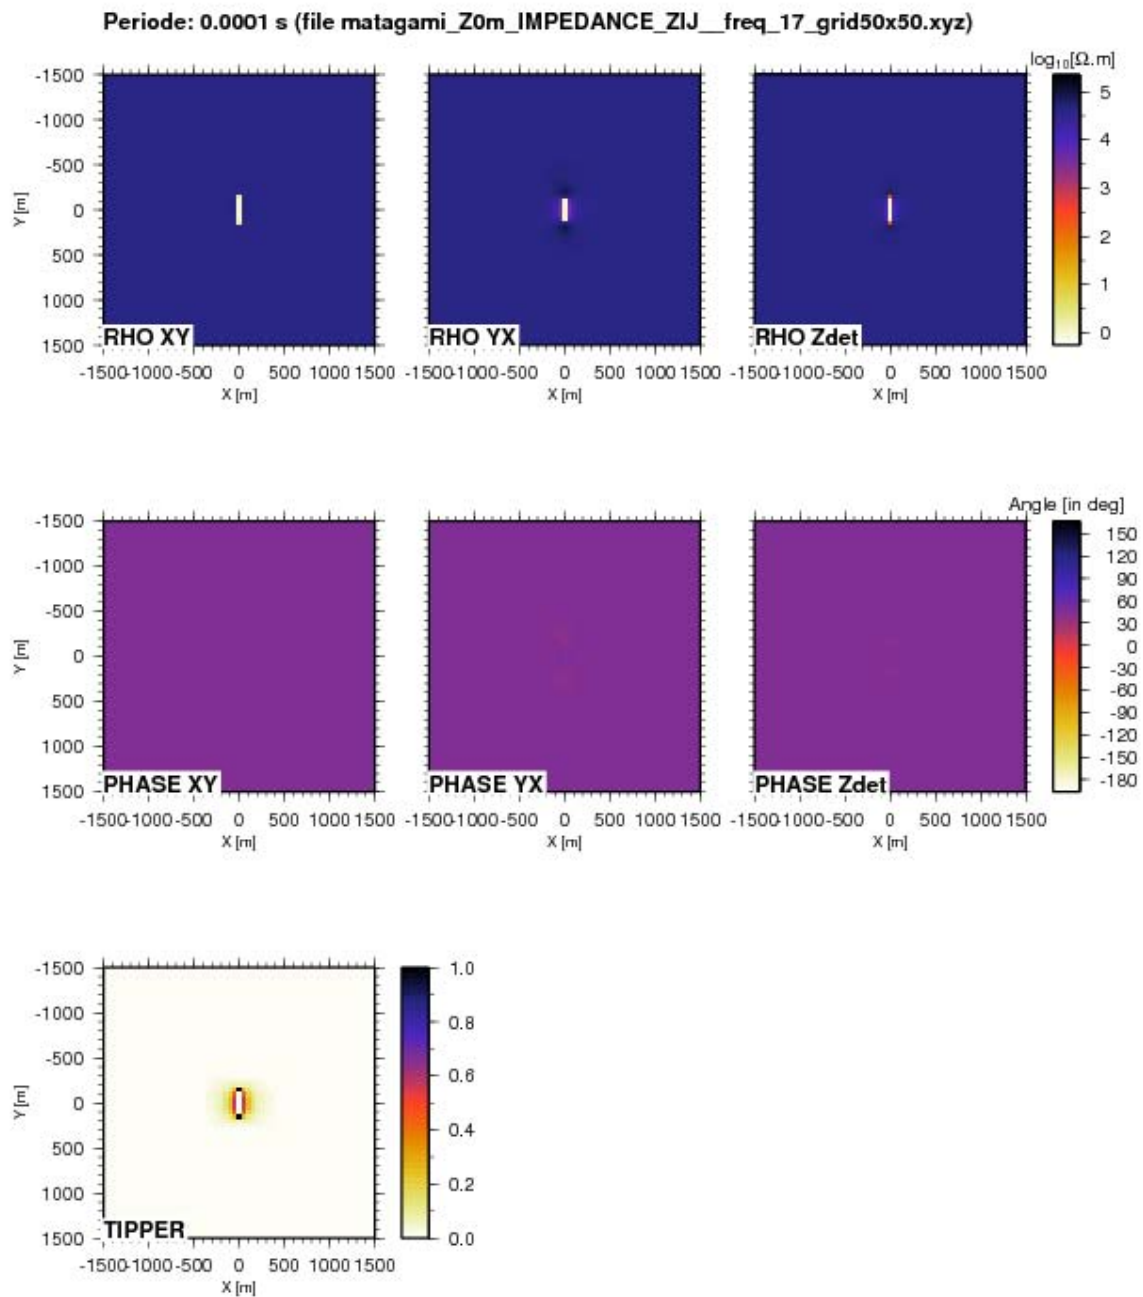 Periode: 0.0001 s (file matagami_Z0m_IMPEDANCE_ZIJ__freq_17_grid50x50.xyz)
log10[Ω.m]
-1500
-1000
-500
0
500
1000
1500
Y [m]
RHO XY
RHO YX
RHO Zdet
5
4
3
2
1
0
-1500-1000 -500 0 500 1000 1500 -1500-1000 -500 0 500 1000 1500 -1500-1000 -500 0 500 1000 1500
X [m] X [m] X [m]
Angle [in deg]
-1500
-1000
-500
0
500
1000
1500
Y [m]
PHASE XY
PHASE YX
PHASE Zdet
150
120
90
60
30
0
-30
-60
-90
-120
-150
-180
-1500-1000 -500 0 500 1000 1500 -1500-1000 -500 0 500 1000 1500 -1500-1000 -500 0 500 1000 1500
X [m] X [m] X [m]
-1500
-1000
-500
0
500
1000
1500
Y [m]
TIPPER
1.0
0.8
0.6
0.4
0.2
0.0
-1500-1000 -500 0 500 1000 1500
X [m]